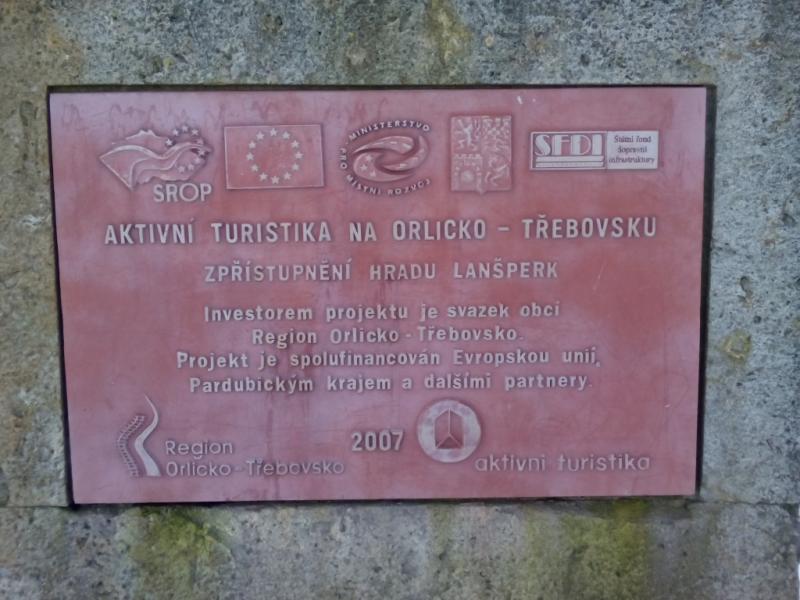 SROP
MINISTERSTVO
PRO MÍSTNÍ ROZVOJ
SFDI
Státní fond
dopravní
infrastruktury
AKTIVNÍ TURISTIKA NA ORLICKO - TŘEBOVSKU
ZPŘÍSTUPNĚNÍ HRADU LANŠPERK
Investorem projektu je svazek obcí
Region Orlicko - Třebovsko.
Projekt je spolufinancován Evropskou unií,
Pardubickým krajem a dalšími partnery.
Region
Orlicko - Třebovsko
2007
aktivní turistika